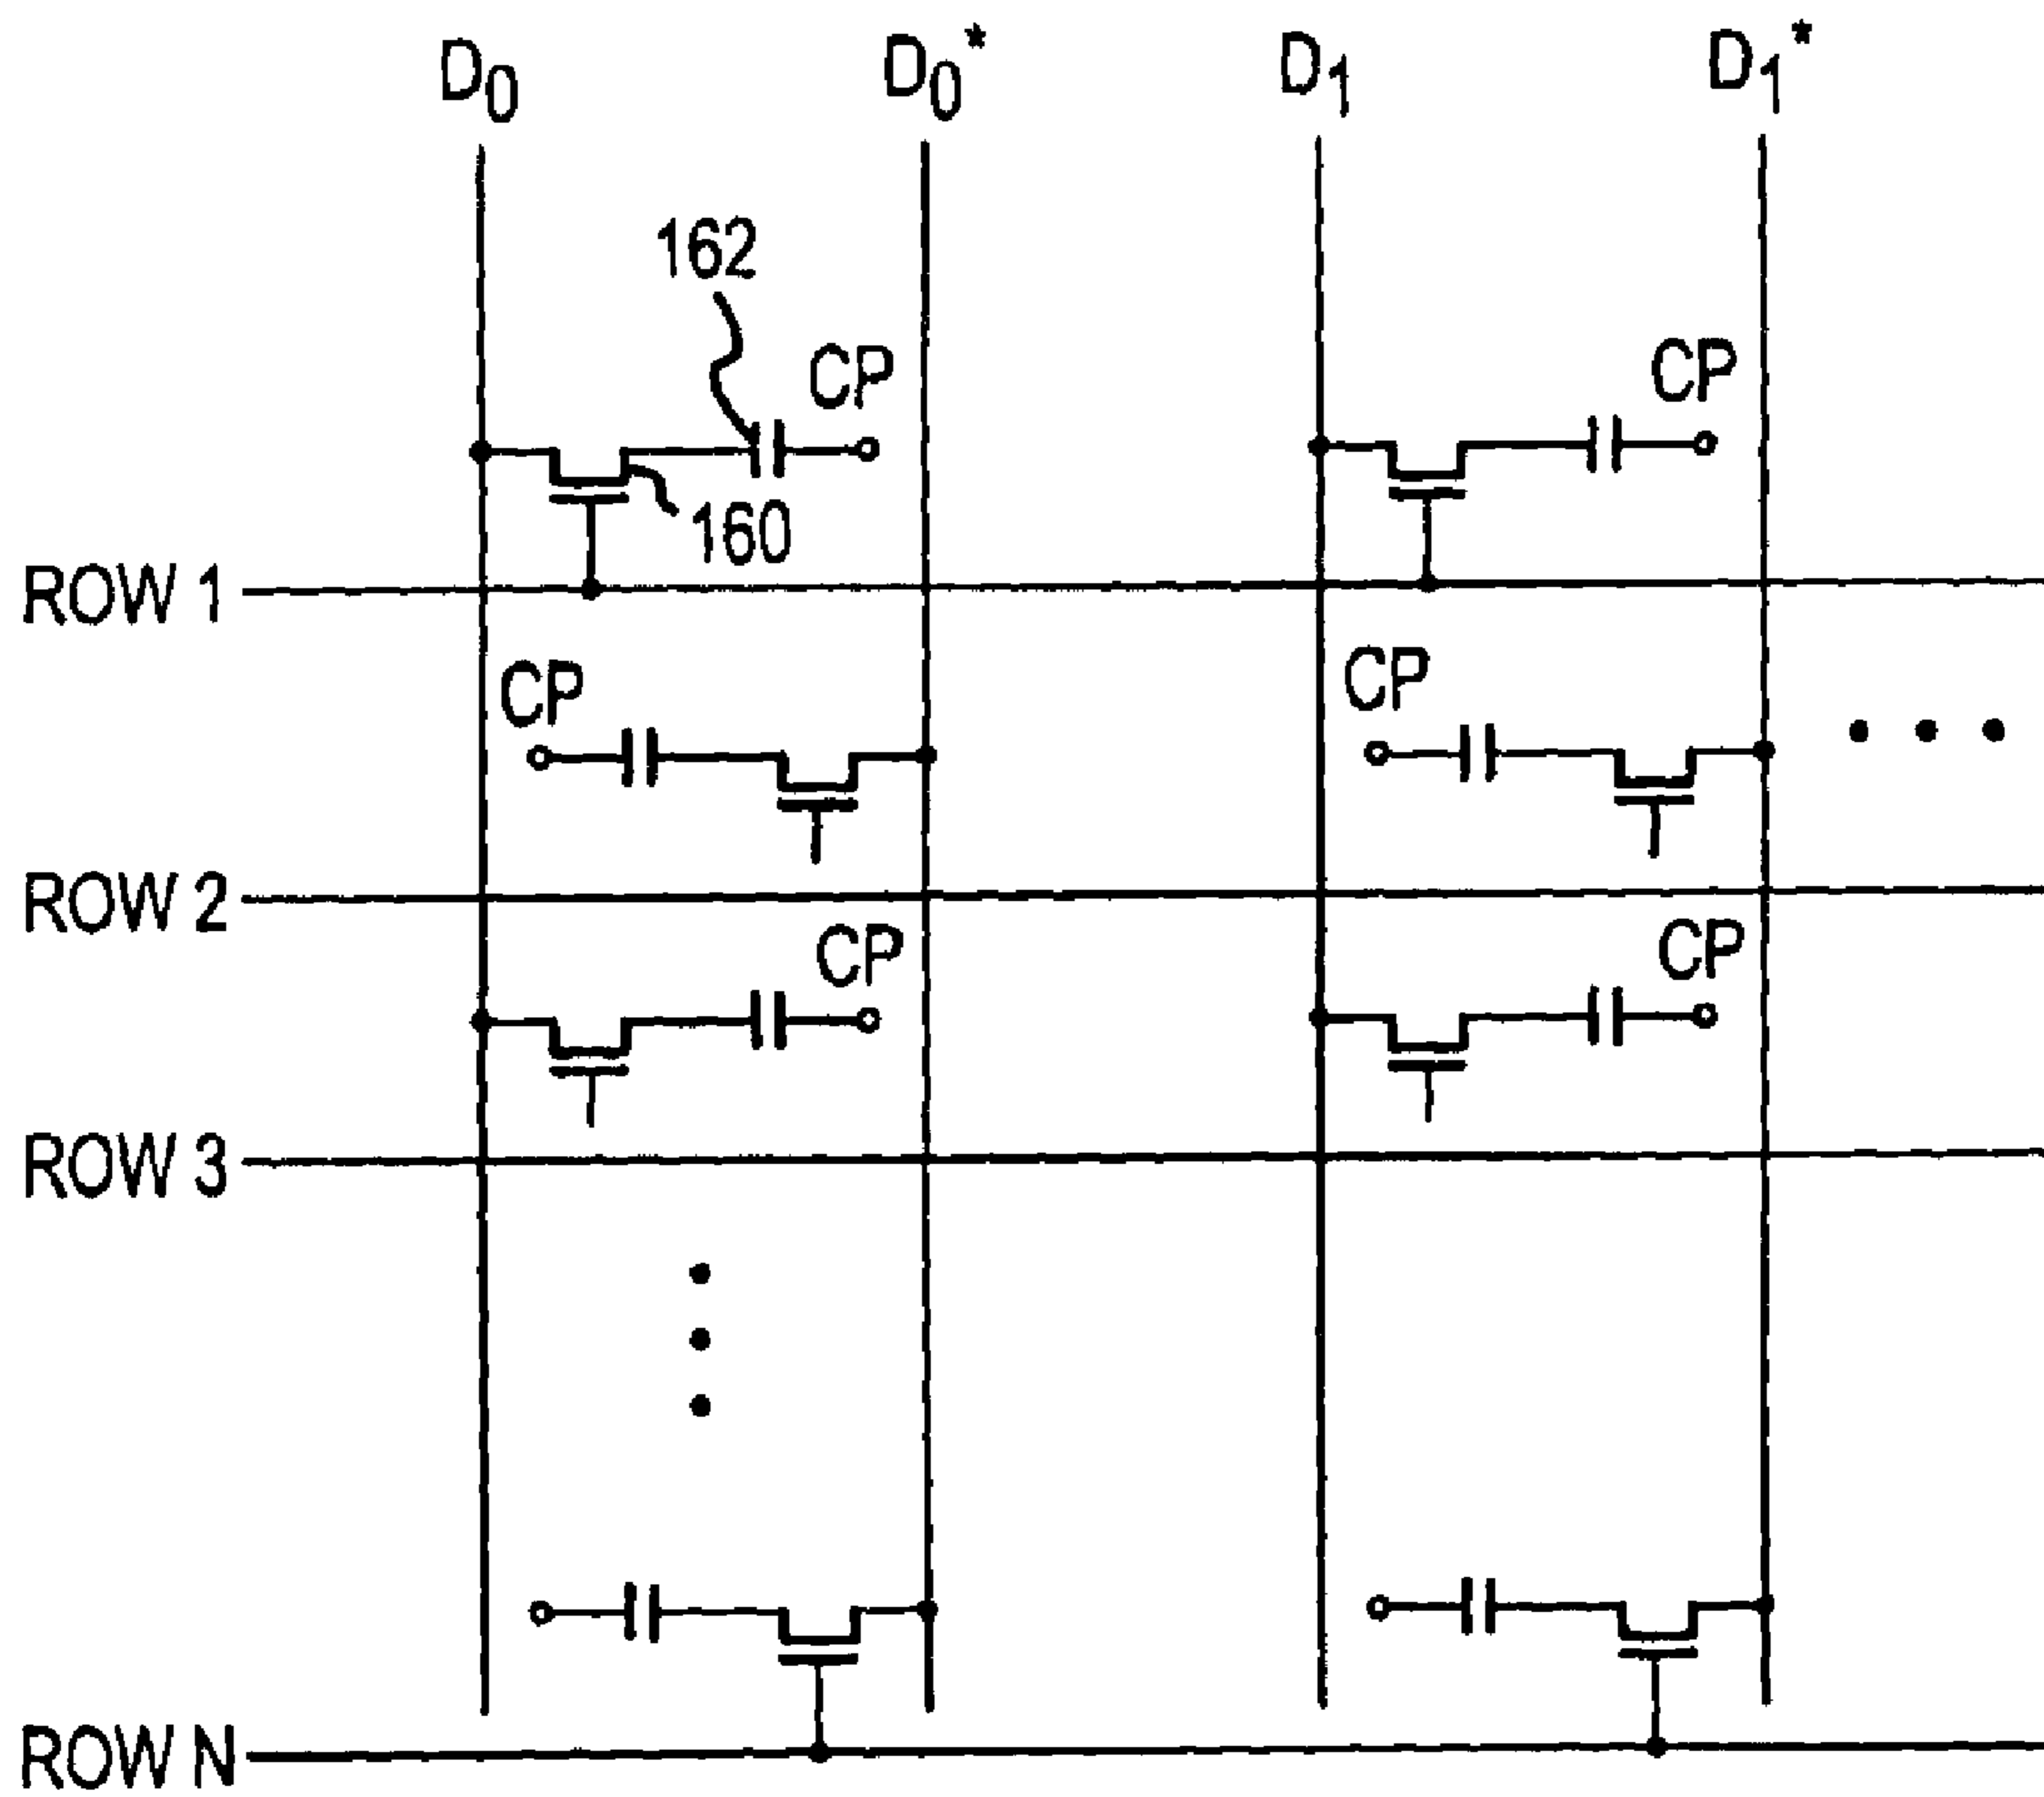 D0 D0* D1 D1*
162
CP CP
160
ROW 1
CP CP
ROW 2
CP CP
ROW 3
ROW N